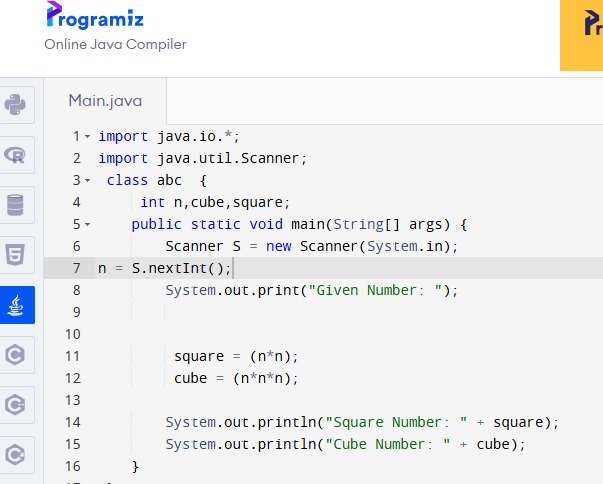 Programiz
Online Java Compiler
Main.java
1 import java.io.*;
2 import java.util.Scanner;
3 class abc {
4 int n,cube,square;
5 public static void main(String[] args) {
6 Scanner S = new Scanner(System.in);
7 n = S.nextInt();
8 System.out.print("Given Number: ");
9
10
11 square = (n*n);
12 cube = (n*n*n);
13
14 System.out.println("Square Number: " + square);
15 System.out.println("Cube Number: " + cube);
16 }